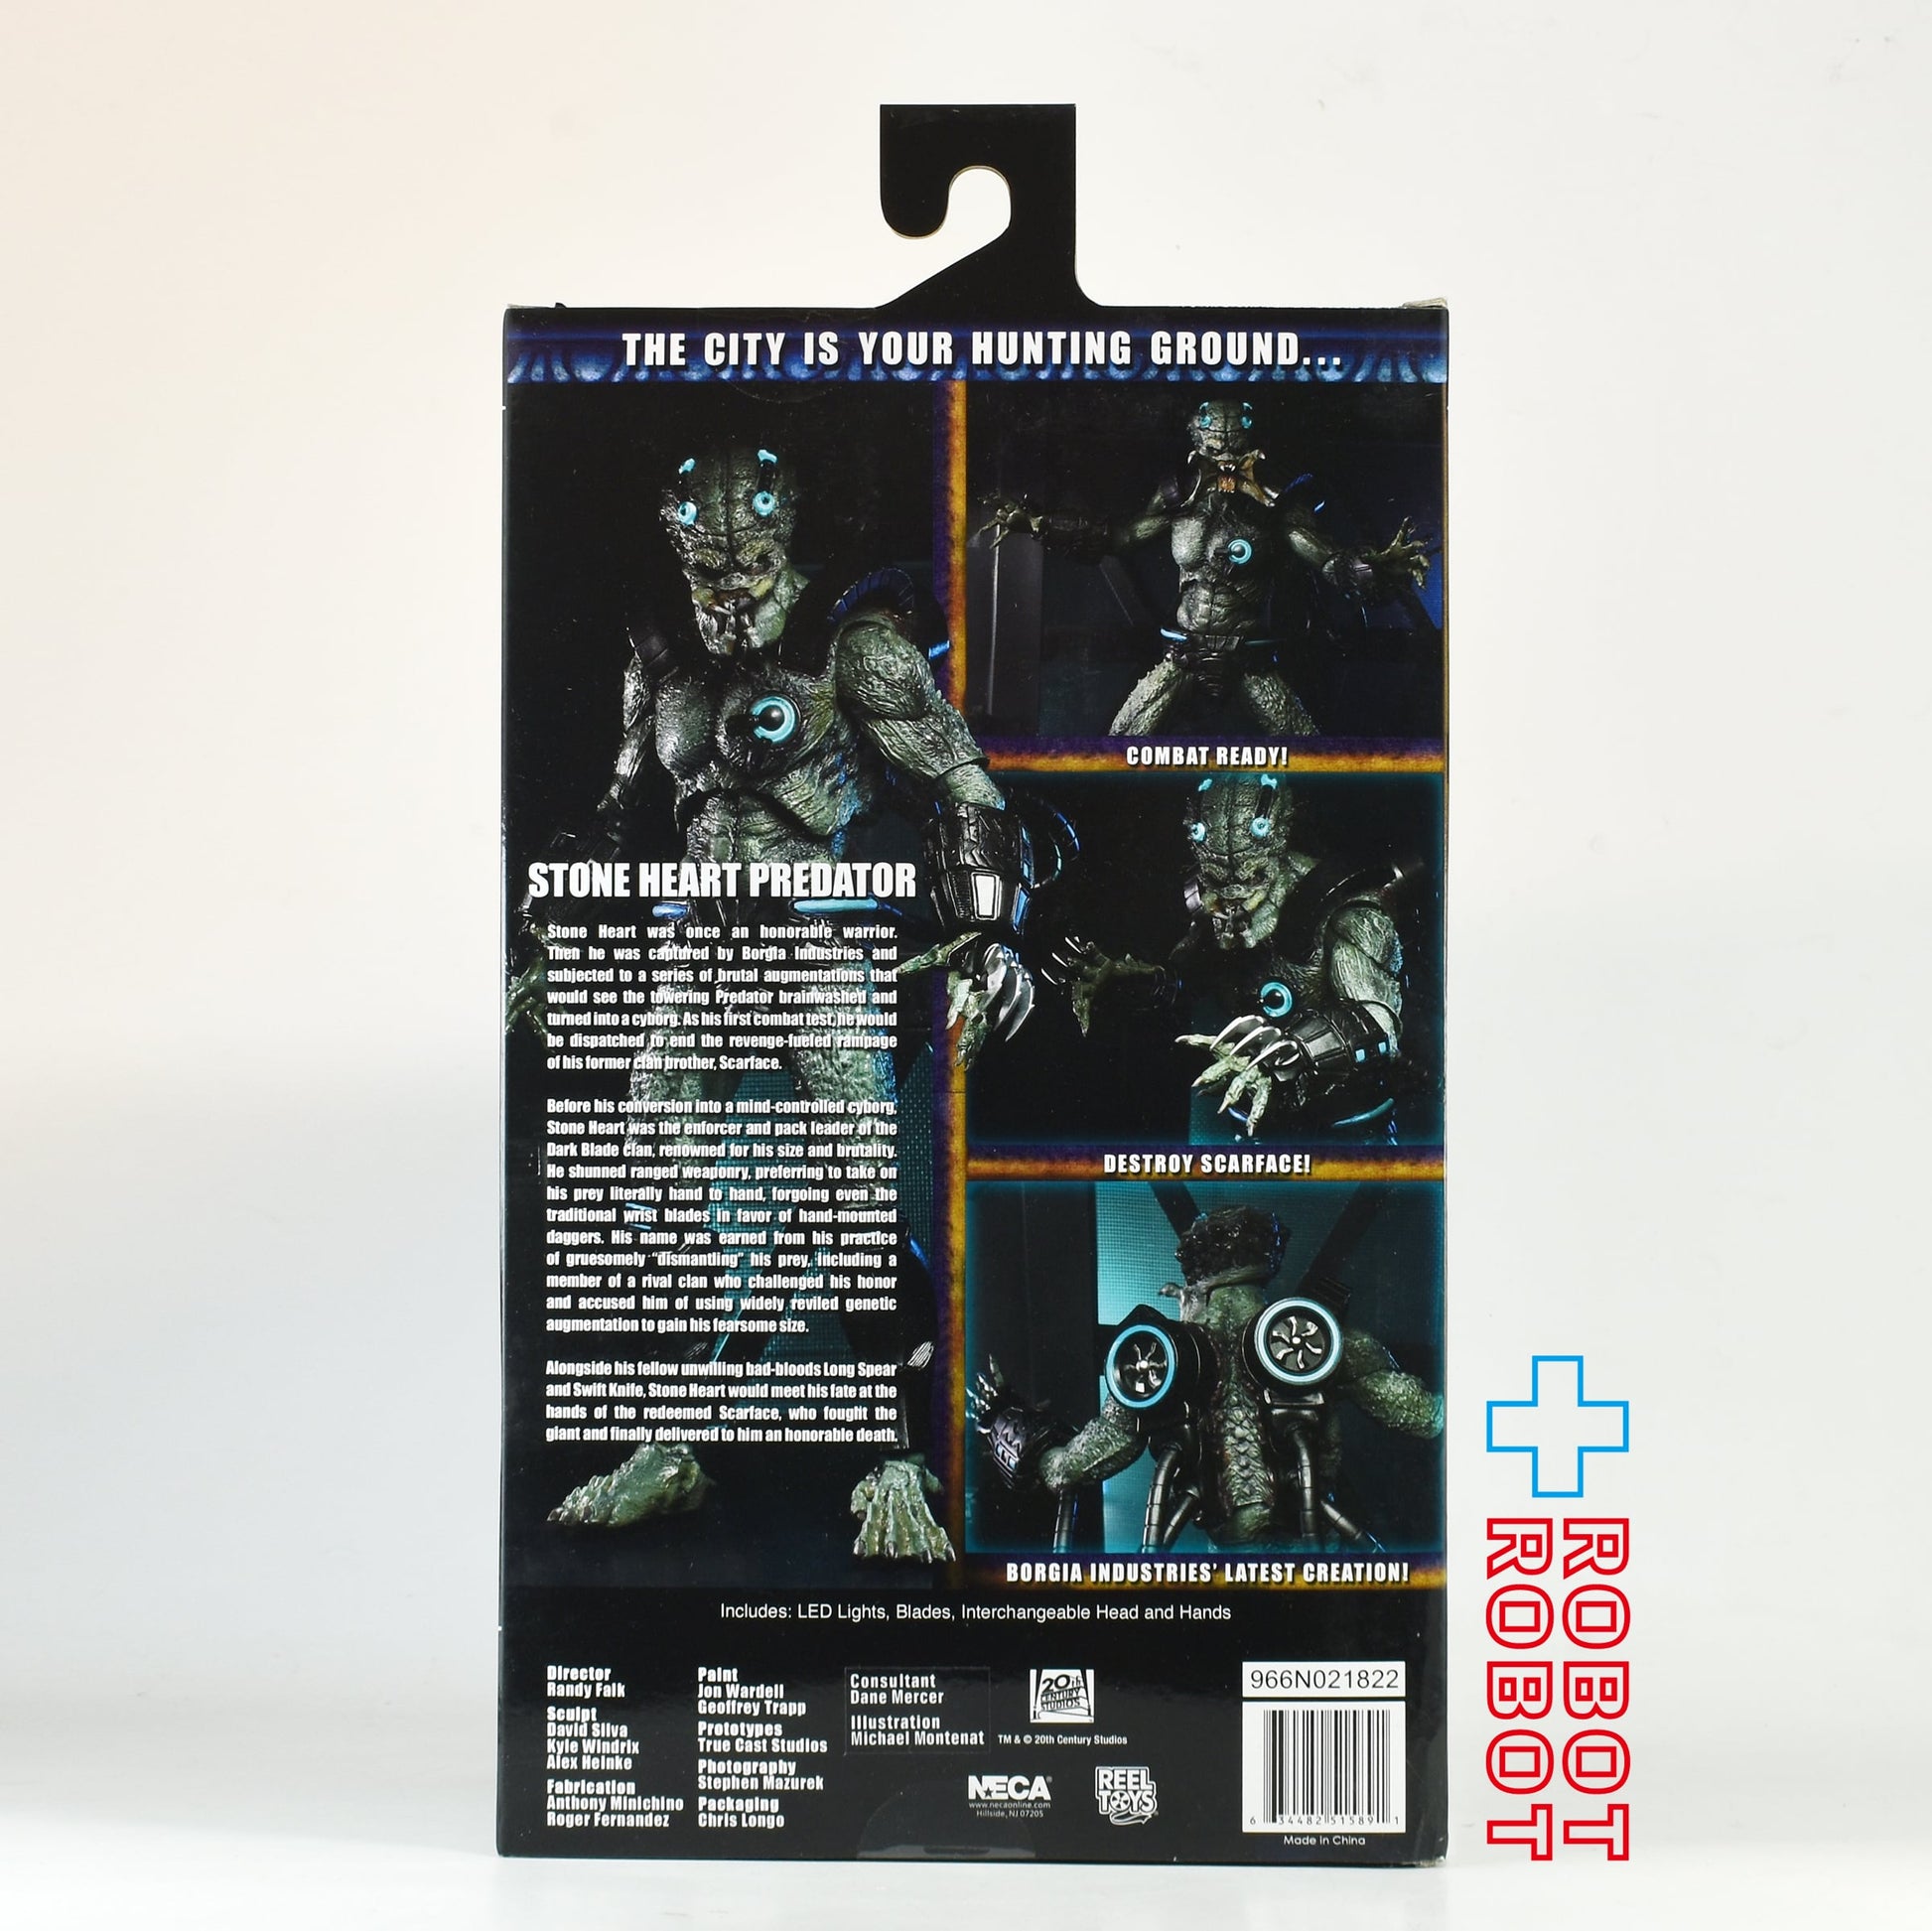 THE CITY IS YOUR HUNTING GROUND...
COMBAT READY!
STONE HEART PREDATOR
Stone Heart was once an honorable warrior.
Then he was captured by Borgia Industries and
subjected to a series of brutal augmentations that
would see the towering Predator brainwashed and
turned into a cyborg. As his first combat test, he would
be dispatched to end the revenge-fueled rampage
of his former clan brother, Scarface.
Before his conversion into a mind-controlled cyborg,
Stone Heart was the enforcer and pack leader of the
Dark Blade clan, renowned for his size and brutality.
He shunned ranged weaponry, preferring to take on
his prey literally hand to hand, forgoing even the
traditional wrist blades in favor of hand-mounted
daggers. His name was earned from his practice
of gruesomely “dismantling” his prey, including a
member of a rival clan who challenged his honor
and accused him of using widely reviled genetic
augmentation to gain his fearsome size.
Alongside his fellow unwilling bad-bloods Long Spear
and Swift Knife, Stone Heart would meet his fate at the
hands of the redeemed Scarface, who fought the
giant and finally delivered to him an honorable death.
DESTROY SCARFACE!
BORGIA INDUSTRIES' LATEST CREATION!
Includes: LED Lights, Blades, Interchangeable Head and Hands
Director
Randy Falk
Sculpt
David Silva
Kyle Windrix
Alex Heinke
Fabrication
Anthony Minichino
Roger Fernandez
Paint
Jon Wardell
Geoffrey Trapp
Prototypes
True Cast Studios
Photography
Stephen Mazurek
Packaging
Chris Longo
Consultant
Dane Mercer
Illustration
Michael Montenat
20th
CENTURY
STUDIOS
TM & © 20th Century Studios
NECA®
www.necaonline.com
Hillside, NJ 07205
REEL
TOYS
966N021822
6 34482 51589 1
Made in China
ROBOT
ROBOT